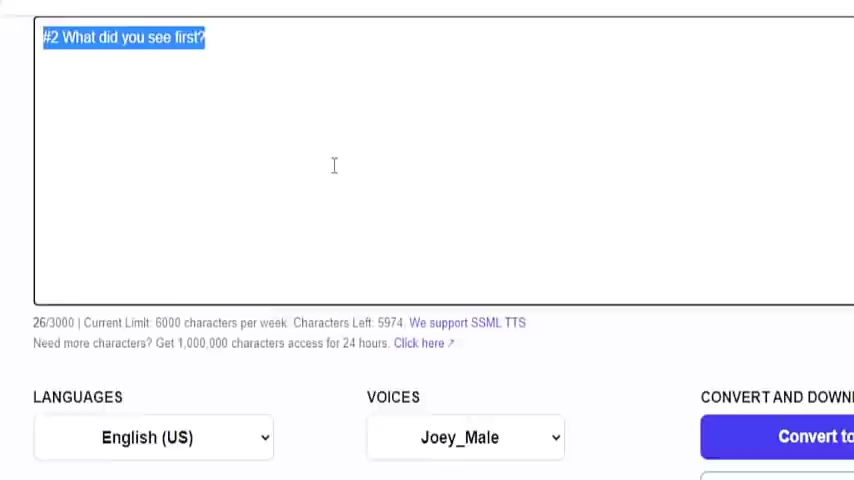 #2 What did you see first?
26/3000 | Current Limit: 6000 characters per week. Characters Left: 5974. We support SSML TTS
Need more characters? Get 1,000,000 characters access for 24 hours. Click here ↗
LANGUAGES VOICES CONVERT AND DOWN
English (US) Joey_Male Convert to